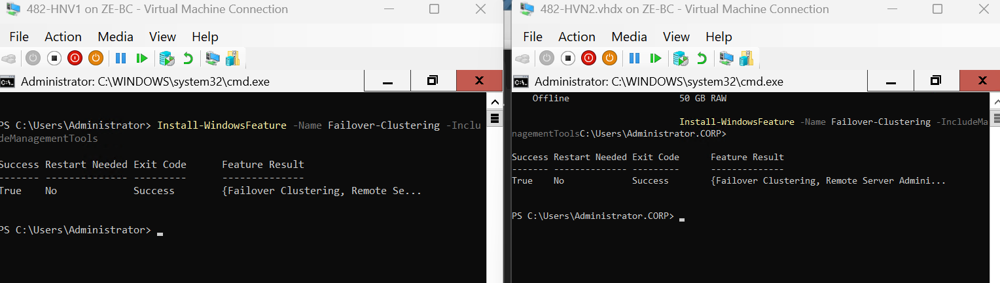 482-HNV1 on ZE-BC - Virtual Machine Connection
File Action Media View Help
Administrator: C:\WINDOWS\system32\cmd.exe
PS C:\Users\Administrator> Install-WindowsFeature -Name Failover-Clustering -Inclu
deManagementTools
Success Restart Needed Exit Code Feature Result
------- -------------- --------- --------------
True No Success {Failover Clustering, Remote Se...
PS C:\Users\Administrator>
482-HVN2.vhdx on ZE-BC - Virtual Machine Connection
File Action Media View Help
Administrator: C:\WINDOWS\system32\cmd.exe
Offline 50 GB RAW
Install-WindowsFeature -Name Failover-Clustering -IncludeMa
nagementToolsC:\Users\Administrator.CORP>
Success Restart Needed Exit Code Feature Result
------- -------------- --------- --------------
True No Success {Failover Clustering, Remote Server Admini...
PS C:\Users\Administrator.CORP>